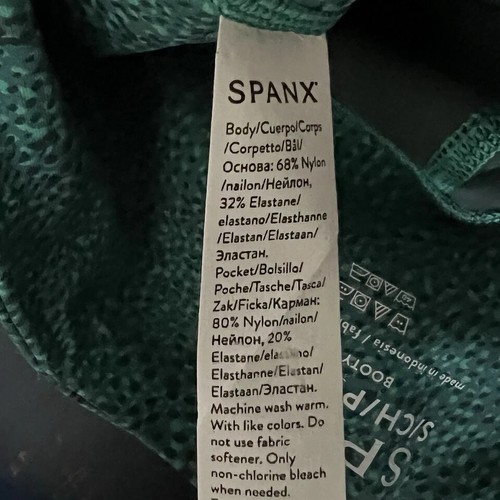 SPANX
Body/Cuerpo/Corps
/Corpetto/Bål/
Основа: 68% Nylon
/nailon/Нейлон,
32% Elastane/
elastano/Elasthanne
/Elastan/Elastaan/
Эластан.
Pocket/Bolsillo/
Poche/Tasche/Tasca/
Zak/Ficka/Карман:
80% Nylon/nailon/
Нейлон, 20%
Elastane/elastano/
Elasthanne/Elastan/
Elastaan/Эластан.
Machine wash warm.
With like colors. Do
not use fabric
softener. Only
non-chlorine bleach
when needed.
made in indonesia / fab
BOOTY
S/CH/P
SP